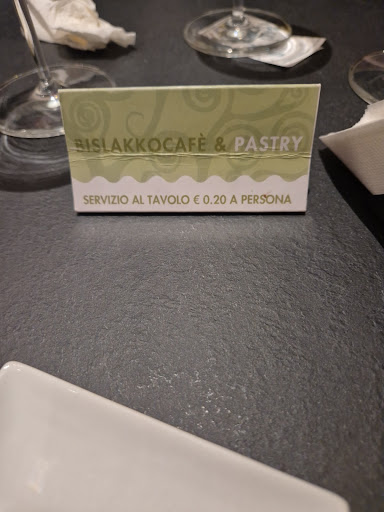 BISLAKKOCAFÈ & PASTRY
SERVIZIO AL TAVOLO € 0.20 A PERSONA